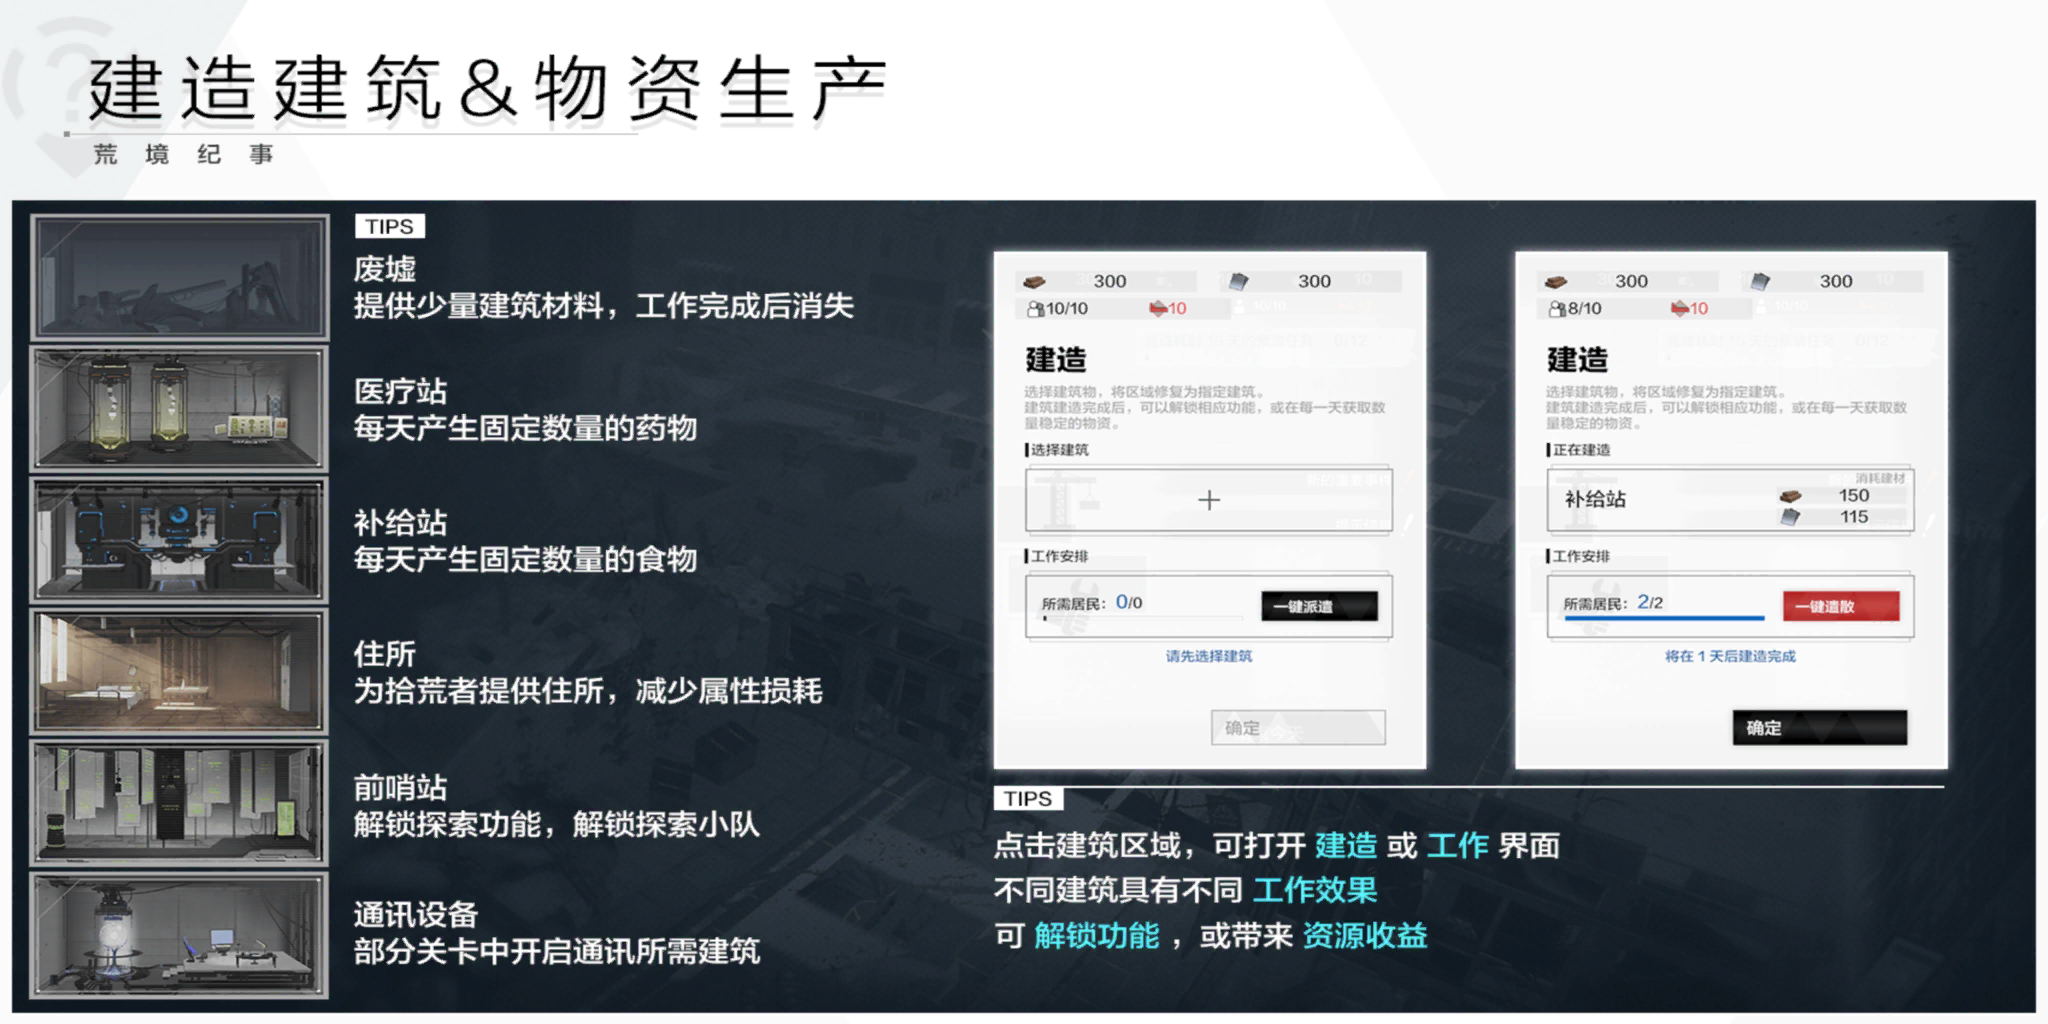 建造建筑&物资生产
荒境纪事
TIPS
废墟
提供少量建筑材料，工作完成后消失
医疗站
每天产生固定数量的药物
补给站
每天产生固定数量的食物
住所
为拾荒者提供住所，减少属性损耗
前哨站
解锁探索功能，解锁探索小队
通讯设备
部分关卡中开启通讯所需建筑
300 300
10/10 10
建造
选择建筑物，将区域修复为指定建筑。
建筑建造完成后，可以解锁相应功能，或在每一天获取数
量稳定的物资。
选择建筑
+
工作安排
所需居民：0/0 一键派遣
请先选择建筑
确定
300 300
8/10 10
建造
选择建筑物，将区域修复为指定建筑。
建筑建造完成后，可以解锁相应功能，或在每一天获取数
量稳定的物资。
正在建造
消耗建材
补给站 150
115
工作安排
所需居民：2/2 一键遣散
将在 1 天后建造完成
确定
TIPS
点击建筑区域，可打开 建造 或 工作 界面
不同建筑具有不同 工作效果
可 解锁功能 ，或带来 资源收益